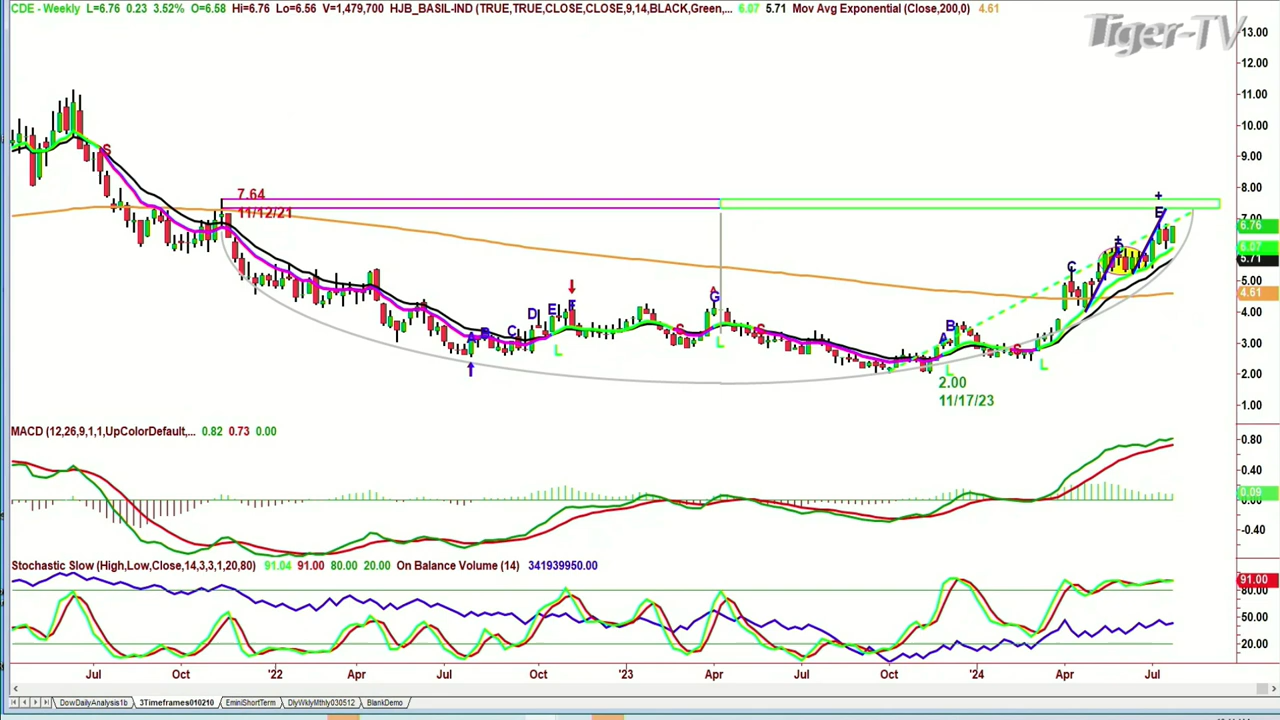 CDE - Weekly L=6.76 0.23 3.52% O=6.58 Hi=6.76 Lo=6.56 V=1,479,700 HJB_BASIL-IND (TRUE,TRUE,CLOSE,CLOSE,9,14,BLACK,Green,... 6.07 5.71 Mov Avg Exponential (Close,200,0) 4.61
Tiger-TV
13.00
12.00
11.00
10.00
9.00
8.00
7.00
6.76
6.07
5.71
5.00
4.61
4.00
3.00
2.00
1.00
S
7.64
11/12/21
A
B
C
D
E
F
L
S
G
L
S
A
B
L
2.00
11/17/23
S
L
C
D
E
MACD (12,26,9,1,1,UpColorDefault,... 0.82 0.73 0.00
0.80
0.40
0.09
-0.40
Stochastic Slow (High,Low,Close,14,3,3,1,20,80) 91.04 91.00 80.00 20.00 On Balance Volume (14) 341939950.00
91.00
80.00
50.00
20.00
Jul Oct '22 Apr Jul Oct '23 Apr Jul Oct '24 Apr Jul
DowDailyAnalysis1b 3Timeframes010210 EminiShortTerm DlyWklyMthly030512 BlankDemo